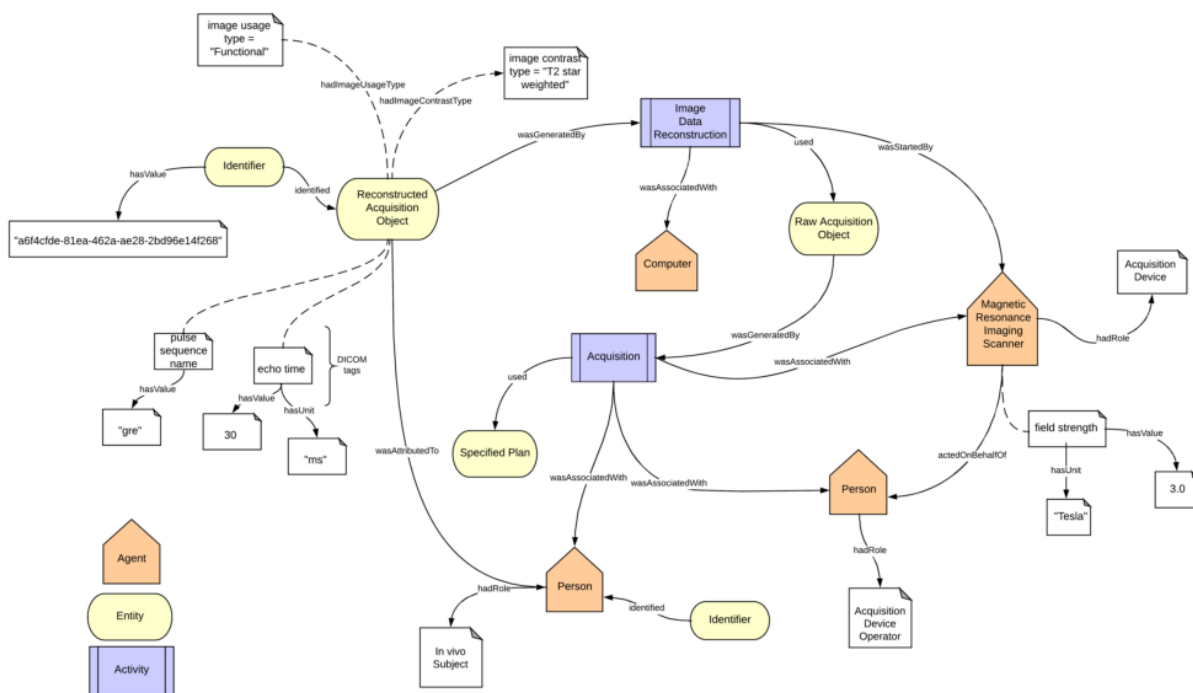 image usage
type =
"Functional"
image contrast
type = "T2 star
weighted"
hadImageUsageType
hadImageContrastType
Image
Data
Reconstruction
wasGeneratedBy
used
wasStartedBy
Identifier
hasValue
identified
wasAssociatedWith
Reconstructed
Acquisition
Object
Raw Acquisition
Object
"a6f4cfde-81ea-462a-ae28-2bd96e14f268"
Computer
Acquisition
Device
Magnetic
Resonance
Imaging
Scanner
pulse
sequence
name
wasGeneratedBy
hadRole
echo time
DICOM
tags
Acquisition
wasAssociatedWith
used
hasValue
hasValue
hasUnit
"gre"
30
"ms"
wasAttributedTo
Specified Plan
field strength
hasValue
actedOnBehalfOf
hasUnit
wasAssociatedWith
wasAssociatedWith
Person
3.0
"Tesla"
Agent
hadRole
Person
hadRole
identified
Identifier
Entity
Acquisition
Device
Operator
In vivo
Subject
Activity